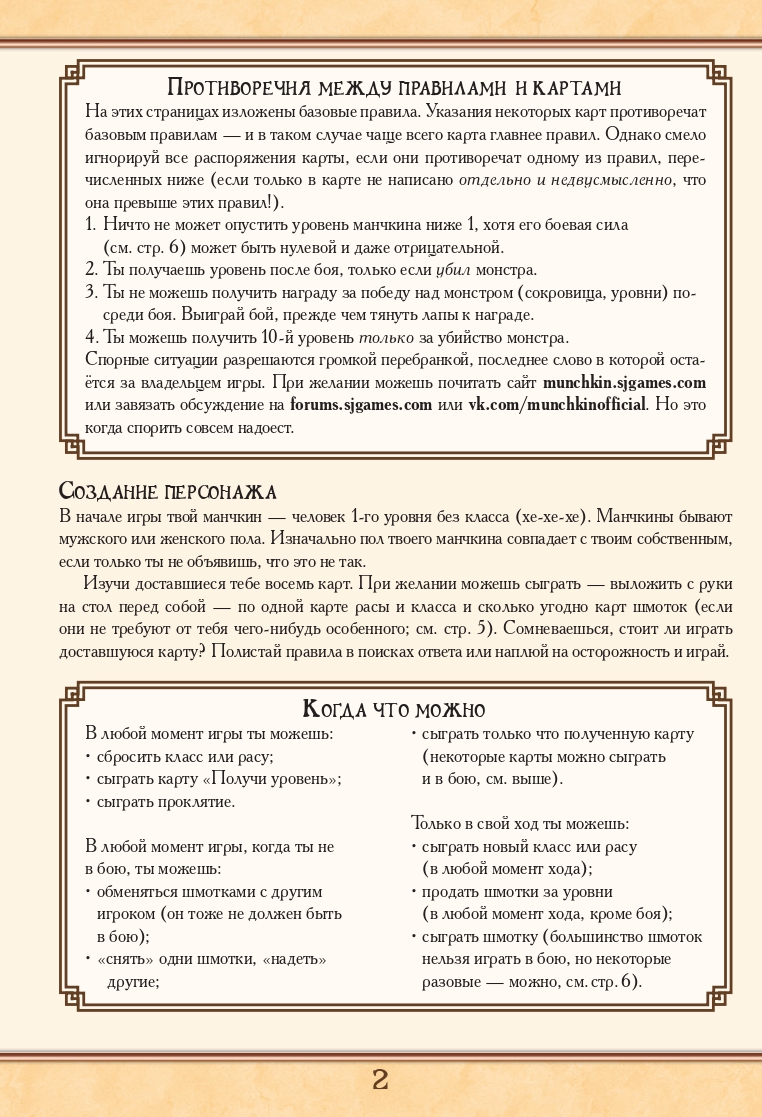 Противоречия между правилами и картами
На этих страницах изложены базовые правила. Указания некоторых карт противоречат
базовым правилам — и в таком случае чаще всего карта главнее правил. Однако смело
игнорируй все распоряжения карты, если они противоречат одному из правил, пере-
численных ниже (если только в карте не написано отдельно и недвусмысленно, что
она превыше этих правил!).
1. Ничто не может опустить уровень манчкина ниже 1, хотя его боевая сила
(см. стр. 6) может быть нулевой и даже отрицательной.
2. Ты получаешь уровень после боя, только если убил монстра.
3. Ты не можешь получить награду за победу над монстром (сокровища, уровни) по-
среди боя. Выиграй бой, прежде чем тянуть лапы к награде.
4. Ты можешь получить 10-й уровень только за убийство монстра.
Спорные ситуации разрешаются громкой перебранкой, последнее слово в которой оста-
ётся за владельцем игры. При желании можешь почитать сайт munchkin.sjgames.com
или завязать обсуждение на forums.sjgames.com или vk.com/munchkinofficial. Но это
когда спорить совсем надоест.
Создание персонажа
В начале игры твой манчкин — человек 1-го уровня без класса (хе-хе-хе). Манчкины бывают
мужского или женского пола. Изначально пол твоего манчкина совпадает с твоим собственным,
если только ты не объявишь, что это не так.
Изучи доставшиеся тебе восемь карт. При желании можешь сыграть — выложить с руки
на стол перед собой — по одной карте расы и класса и сколько угодно карт шмоток (если
они не требуют от тебя чего-нибудь особенного; см. стр. 5). Сомневаешься, стоит ли играть
доставшуюся карту? Полистай правила в поисках ответа или наплюй на осторожность и играй.
Когда что можно
В любой момент игры ты можешь:
• сбросить класс или расу;
• сыграть карту «Получи уровень»;
• сыграть проклятие.
В любой момент игры, когда ты не
в бою, ты можешь:
• обменяться шмотками с другим
игроком (он тоже не должен быть
в бою);
• «снять» одни шмотки, «надеть»
другие;
• сыграть только что полученную карту
(некоторые карты можно сыграть
и в бою, см. выше).
Только в свой ход ты можешь:
• сыграть новый класс или расу
(в любой момент хода);
• продать шмотки за уровни
(в любой момент хода, кроме боя);
• сыграть шмотку (большинство шмоток
нельзя играть в бою, но некоторые
разовые — можно, см. стр. 6).
2